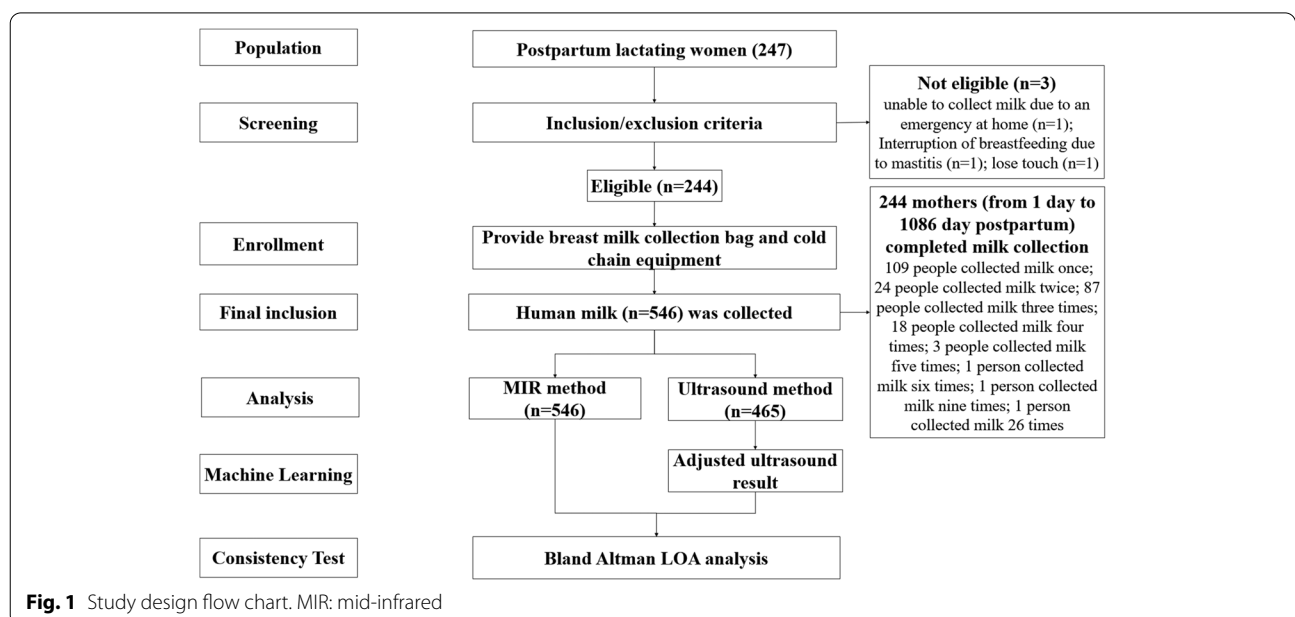 Population
Postpartum lactating women (247)
Not eligible (n=3)
unable to collect milk due to an
emergency at home (n=1);
Interruption of breastfeeding due
to mastitis (n=1); lose touch (n=1)
Screening
Inclusion/exclusion criteria
Eligible (n=244)
244 mothers (from 1 day to
1086 day postpartum)
completed milk collection
109 people collected milk once;
24 people collected milk twice; 87
people collected milk three times;
18 people collected milk four
times; 3 people collected milk
five times; 1 person collected
milk six times; 1 person collected
milk nine times; 1 person
collected milk 26 times
Enrollment
Provide breast milk collection bag and cold
chain equipment
Final inclusion
Human milk (n=546) was collected
Analysis
MIR method
(n=546)
Ultrasound method
(n=465)
Machine Learning
Adjusted ultrasound
result
Consistency Test
Bland Altman LOA analysis
Fig. 1 Study design flow chart. MIR: mid-infrared